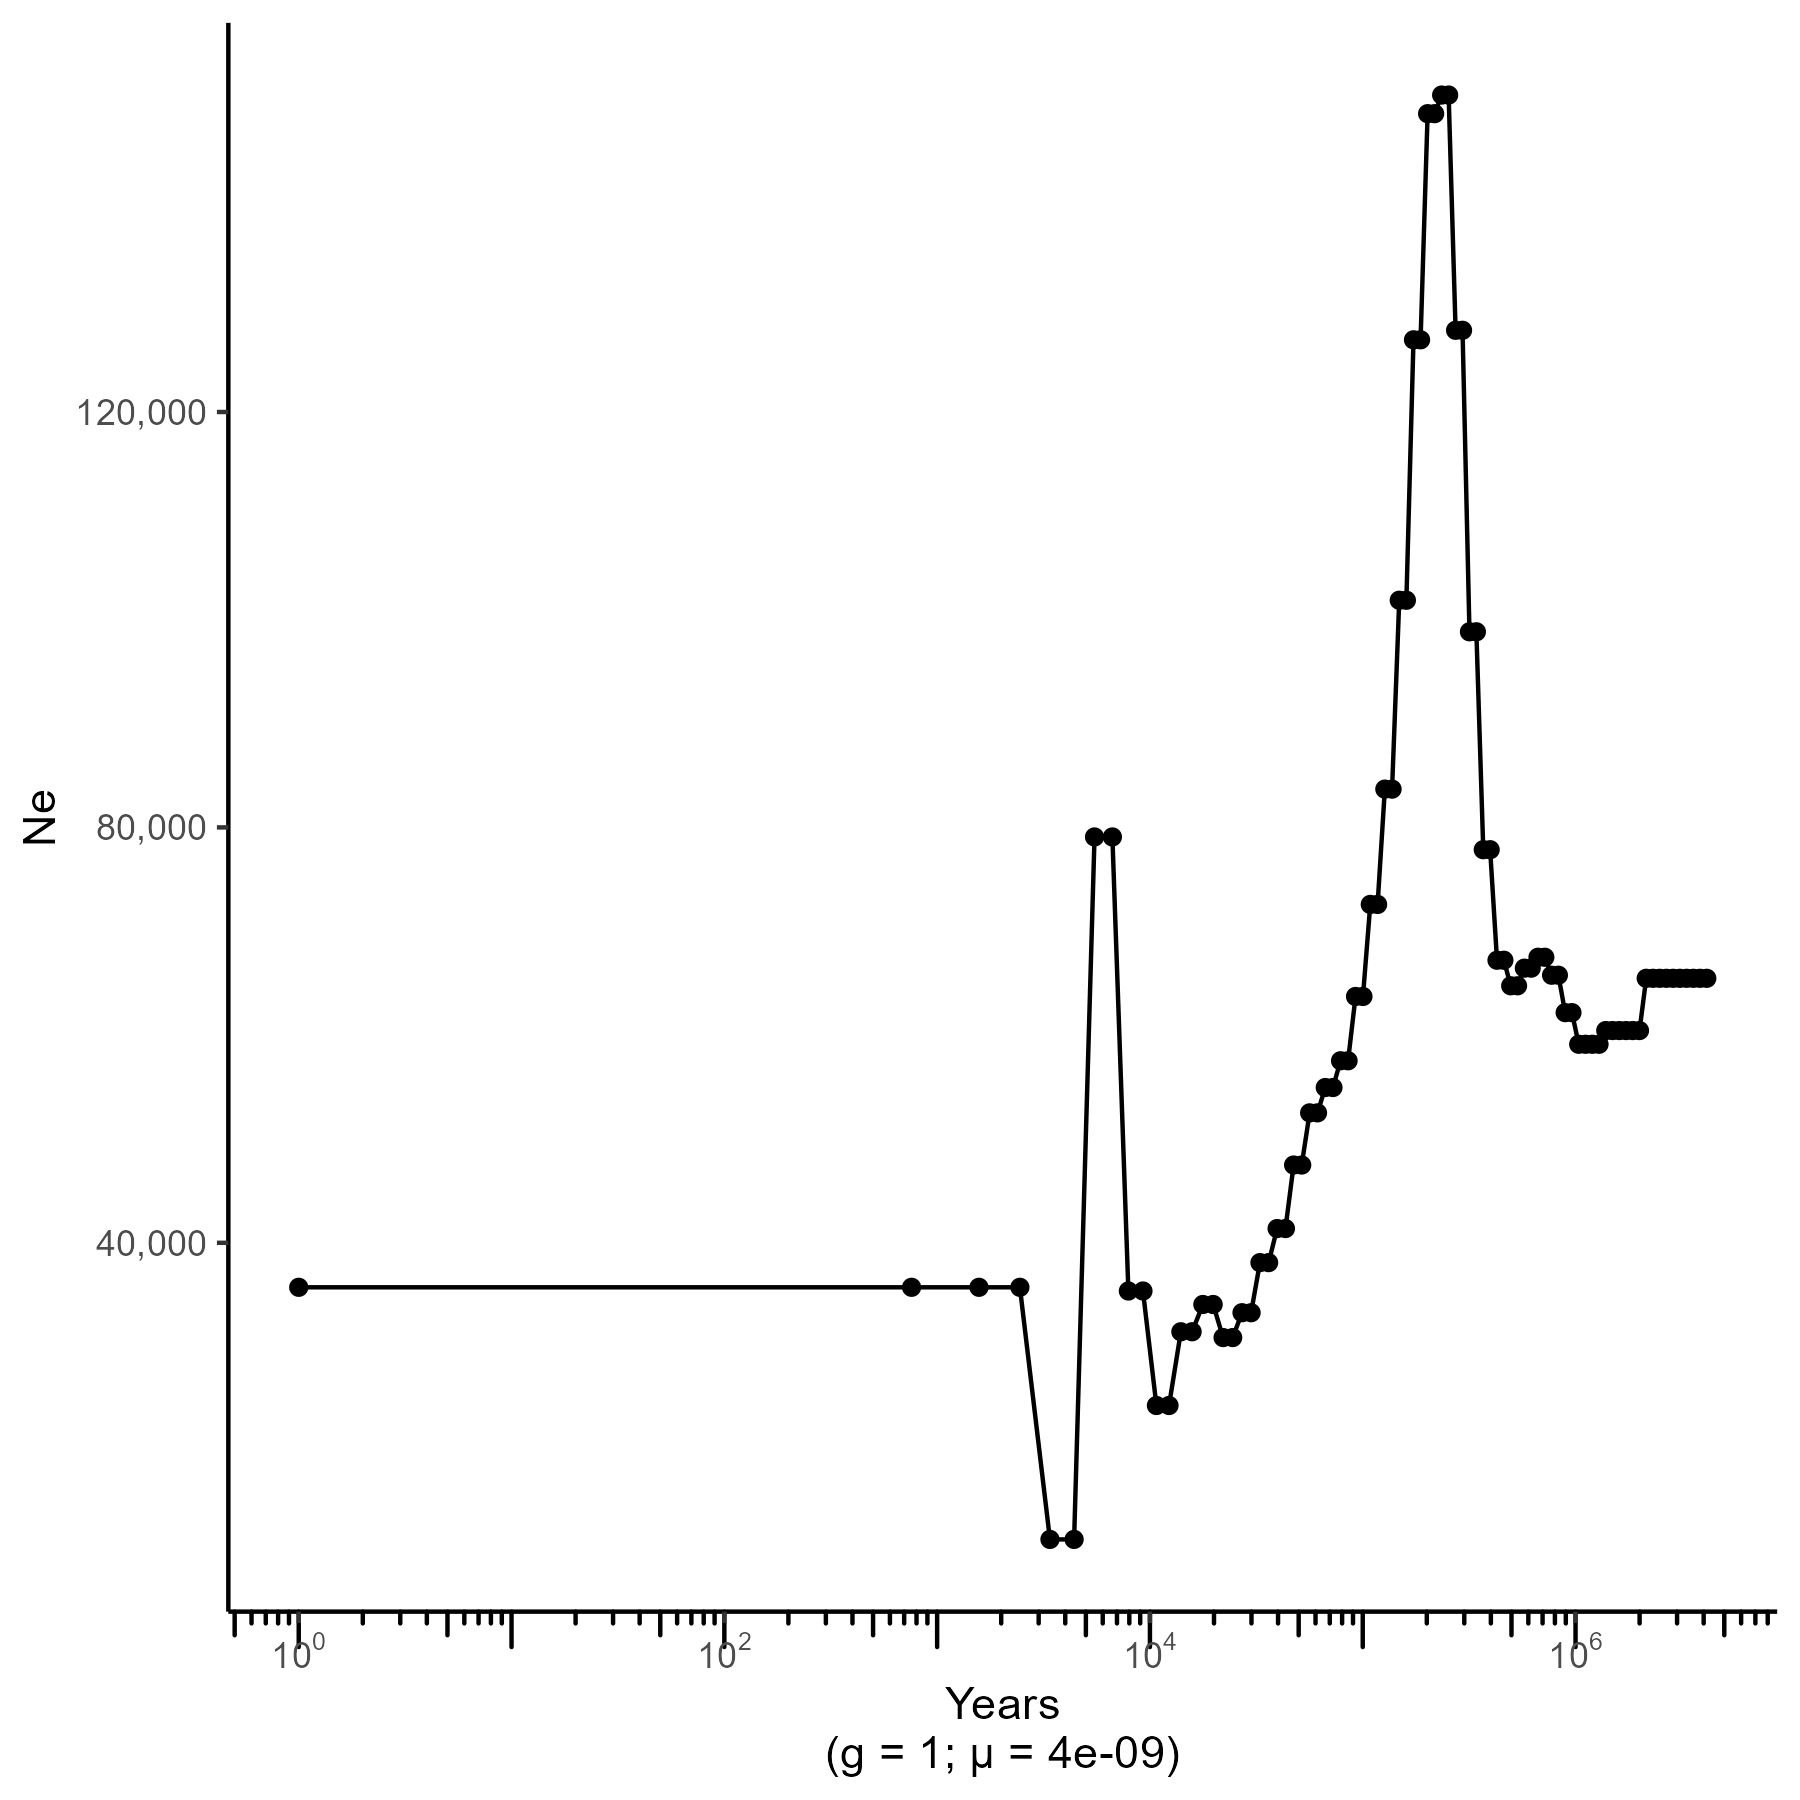 Ne
120,000
80,000
40,000
10⁰ 10² 10⁴ 10⁶
Years
(g = 1; µ = 4e-09)